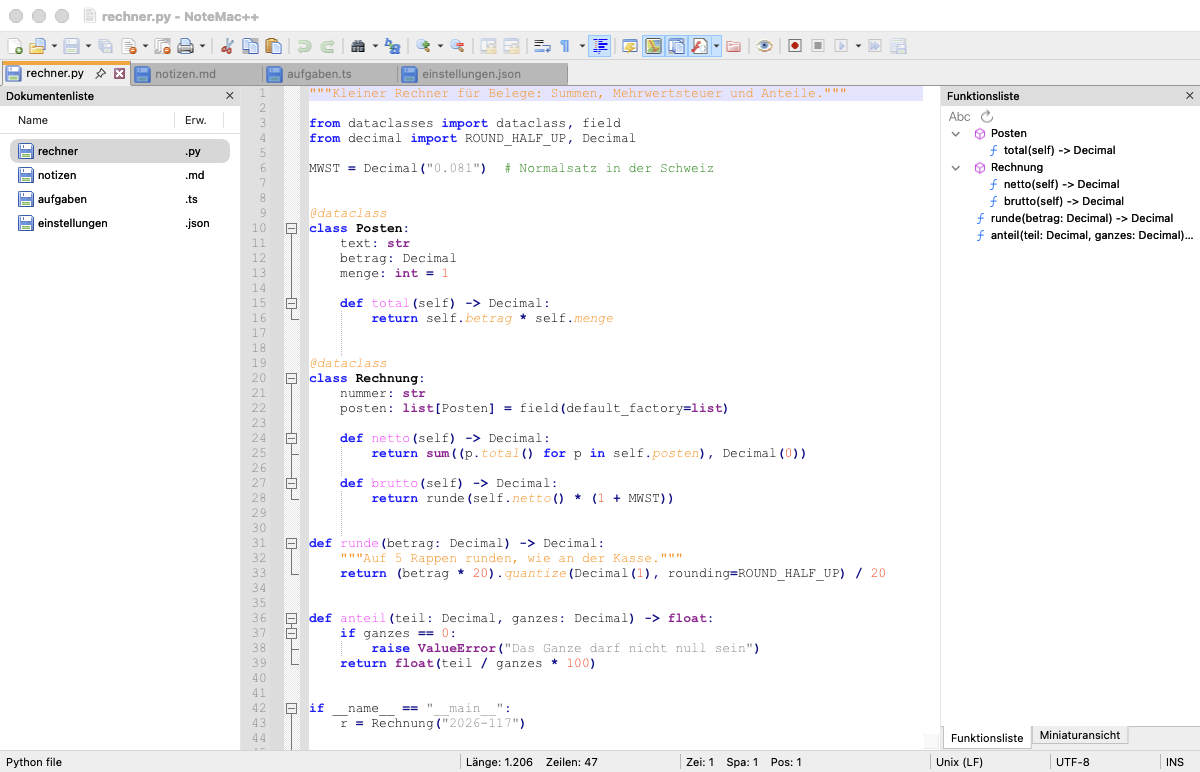 rechner.py - NoteMac++
rechner.py
notizen.md
aufgaben.ts
einstellungen.json
Dokumentenliste
Name Erw.
rechner .py
notizen .md
aufgaben .ts
einstellungen .json
1 """Kleiner Rechner für Belege: Summen, Mehrwertsteuer und Anteile."""
2
3 from dataclasses import dataclass, field
4 from decimal import ROUND_HALF_UP, Decimal
5
6 MWST = Decimal("0.081")  # Normalsatz in der Schweiz
7
8
9 @dataclass
10 class Posten:
11     text: str
12     betrag: Decimal
13     menge: int = 1
14
15     def total(self) -> Decimal:
16         return self.betrag * self.menge
17
18
19 @dataclass
20 class Rechnung:
21     nummer: str
22     posten: list[Posten] = field(default_factory=list)
23
24     def netto(self) -> Decimal:
25         return sum((p.total() for p in self.posten), Decimal(0))
26
27     def brutto(self) -> Decimal:
28         return runde(self.netto() * (1 + MWST))
29
30
31 def runde(betrag: Decimal) -> Decimal:
32     """Auf 5 Rappen runden, wie an der Kasse."""
33     return (betrag * 20).quantize(Decimal(1), rounding=ROUND_HALF_UP) / 20
34
35
36 def anteil(teil: Decimal, ganzes: Decimal) -> float:
37     if ganzes == 0:
38         raise ValueError("Das Ganze darf nicht null sein")
39     return float(teil / ganzes * 100)
40
41
42 if __name__ == "__main__":
43     r = Rechnung("2026-117")
44
Funktionsliste
Abc
Posten
total(self) -> Decimal
Rechnung
netto(self) -> Decimal
brutto(self) -> Decimal
runde(betrag: Decimal) -> Decimal
anteil(teil: Decimal, ganzes: Decimal)...
Funktionsliste Miniaturansicht
Python file Länge: 1.206 Zeilen: 47 Zei: 1 Spa: 1 Pos: 1 Unix (LF) UTF-8 INS